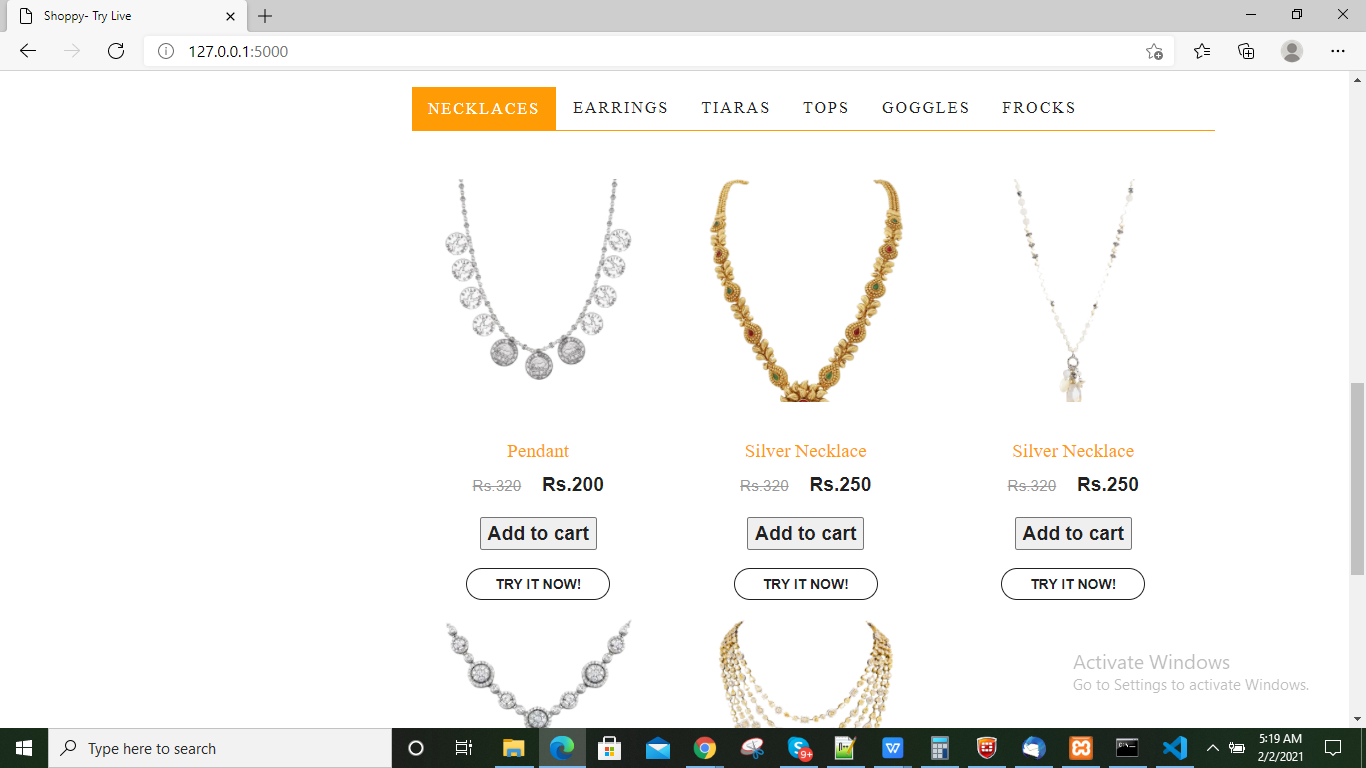 Shoppy- Try Live
127.0.0.1:5000
NECKLACES EARRINGS TIARAS TOPS GOGGLES FROCKS
Pendant Silver Necklace Silver Necklace
Rs.320 Rs.200 Rs.320 Rs.250 Rs.320 Rs.250
Add to cart Add to cart Add to cart
TRY IT NOW! TRY IT NOW! TRY IT NOW!
Activate Windows
Go to Settings to activate Windows.
Type here to search
9+
5:19 AM
2/2/2021